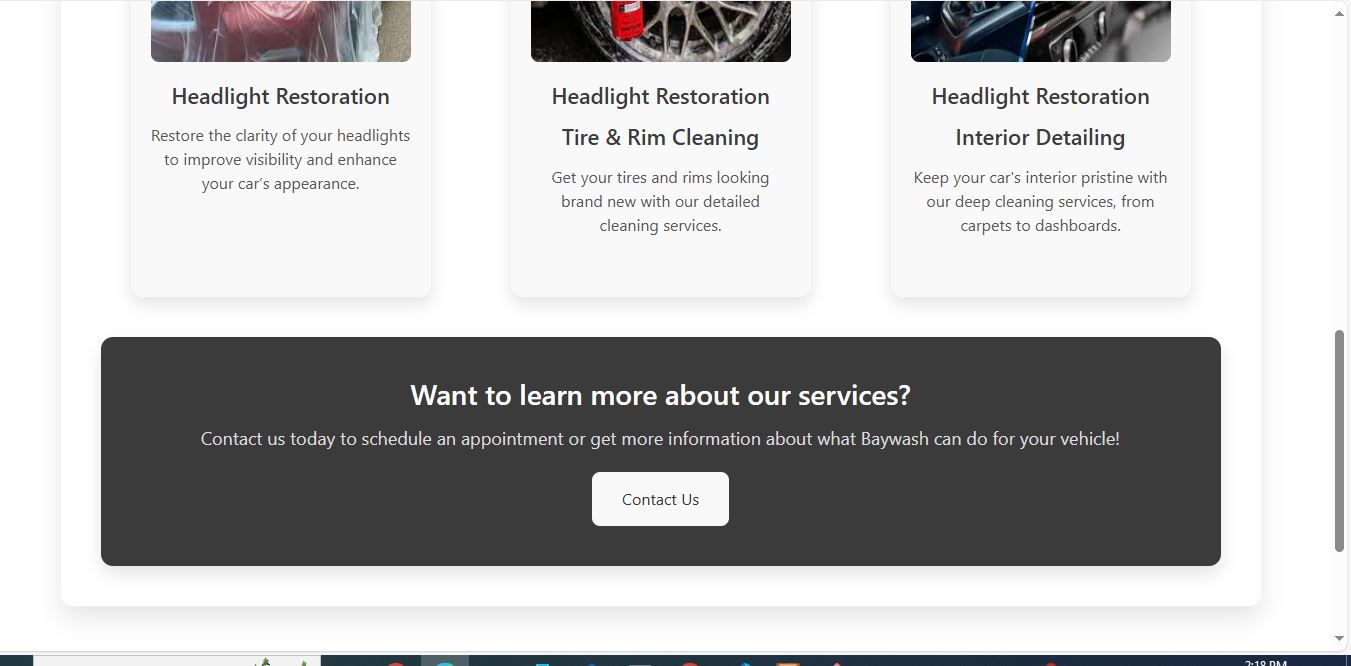 Headlight Restoration
Restore the clarity of your headlights
to improve visibility and enhance
your car’s appearance.
Headlight Restoration
Tire & Rim Cleaning
Get your tires and rims looking
brand new with our detailed
cleaning services.
Headlight Restoration
Interior Detailing
Keep your car's interior pristine with
our deep cleaning services, from
carpets to dashboards.
Want to learn more about our services?
Contact us today to schedule an appointment or get more information about what Baywash can do for your vehicle!
Contact Us
2:18 PM